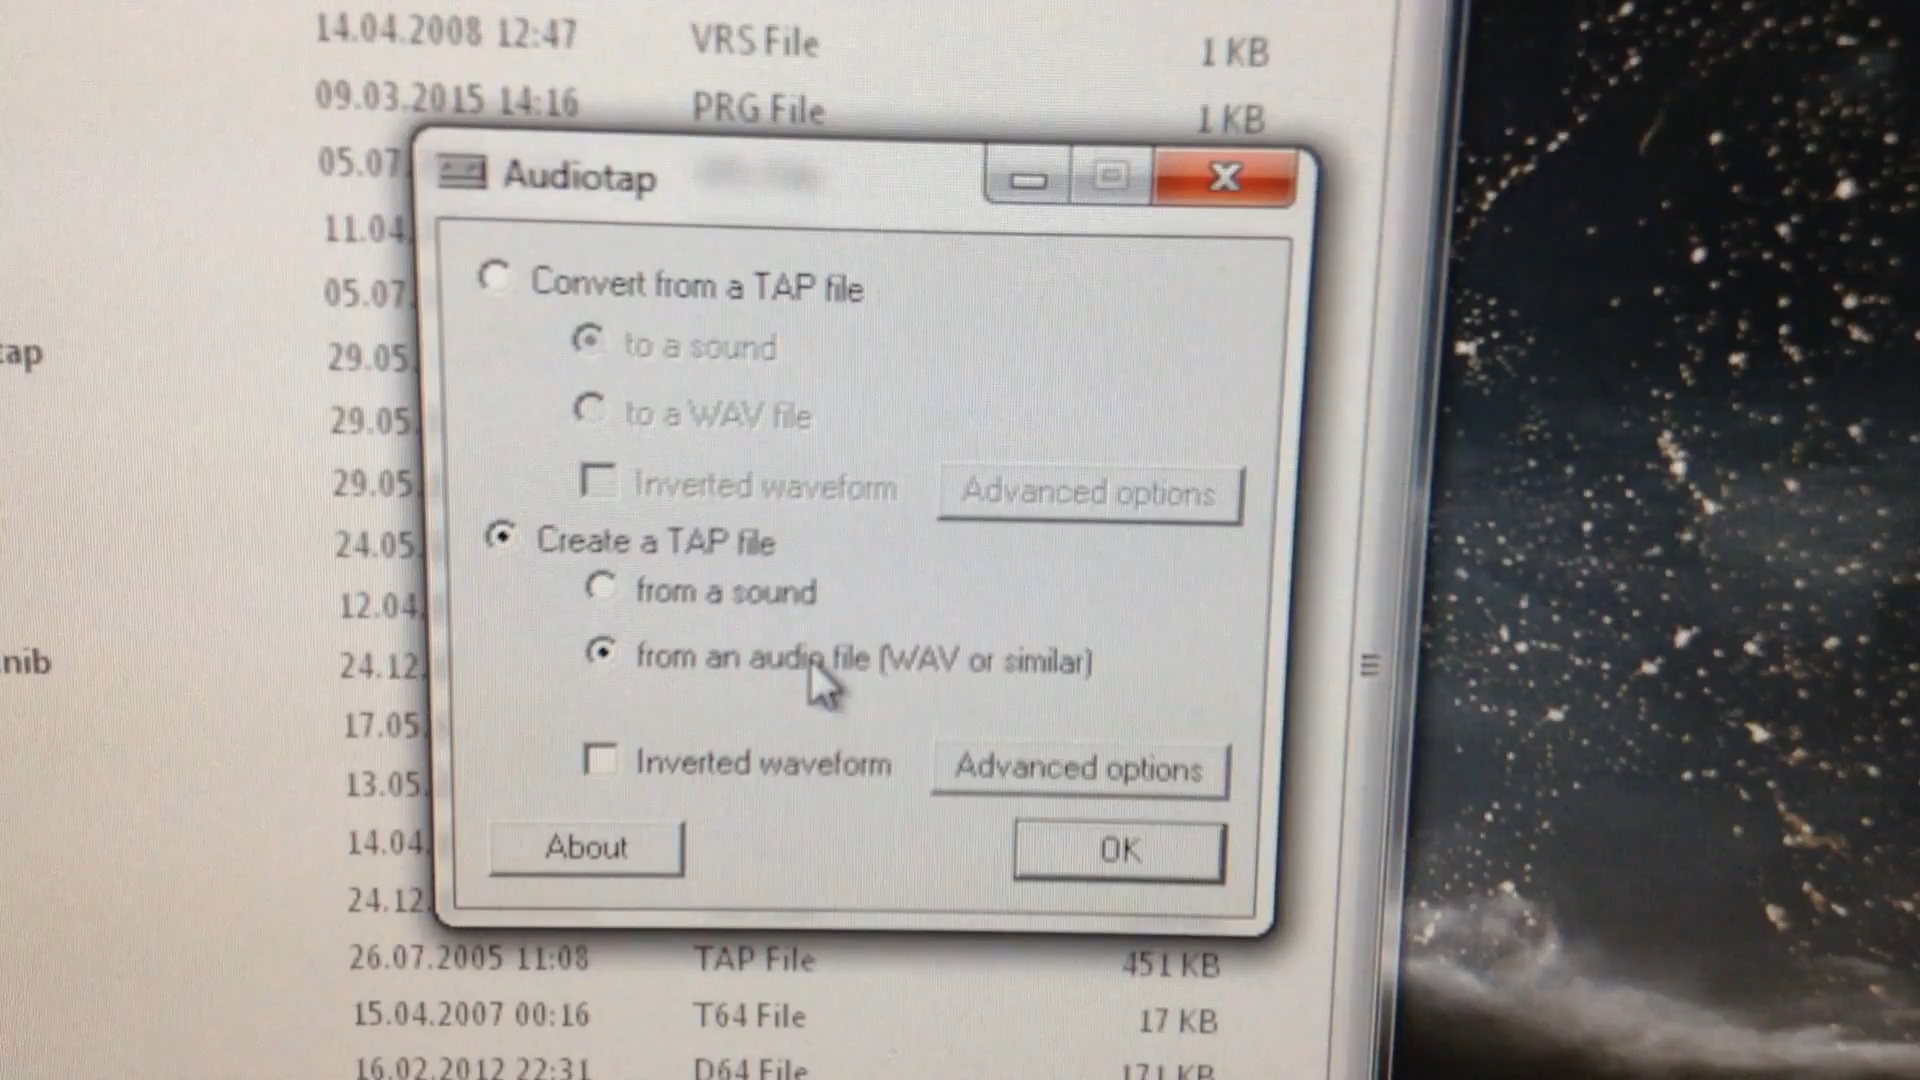 14.04.2008 12:47 VRS File 1 KB
09.03.2015 14:16 PRG File 1 KB
05.07
Audiotap
11.04.
Convert from a TAP file
05.07
to a sound
tap
29.05
to a WAV file
29.05
Inverted waveform Advanced options
29.05
Create a TAP file
24.05
from a sound
12.04
from an audio file (WAV or similar)
nib
24.12
17.05
Inverted waveform Advanced options
13.05
About OK
14.04
24.12
26.07.2005 11:08 TAP File 451 KB
15.04.2007 00:16 T64 File 17 KB
16.02.2012 22:31 D64 File 171 KB